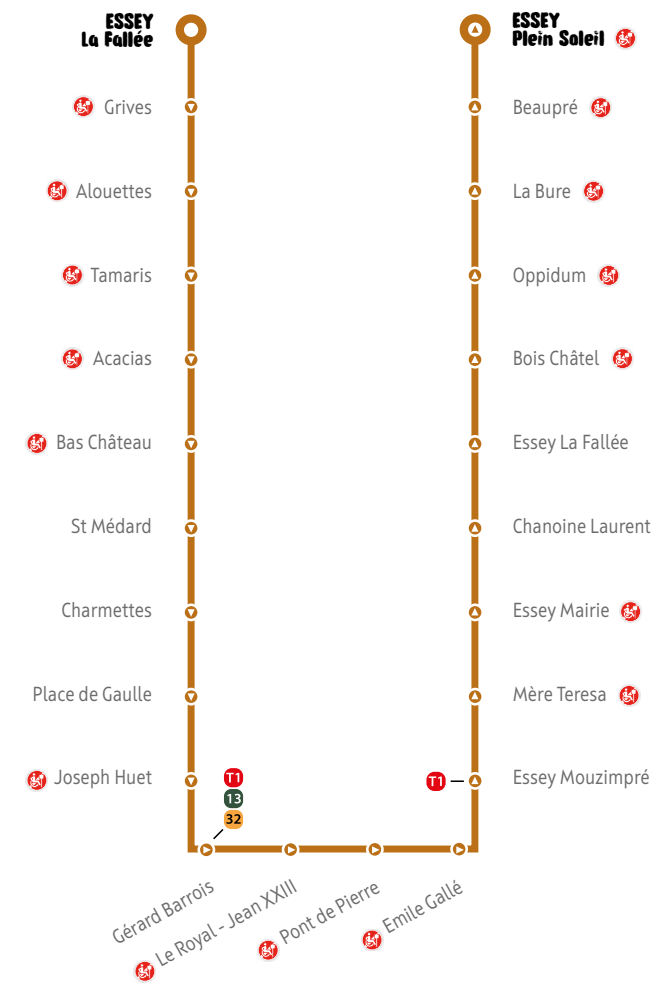 ESSEY
La Fallée
Grives
Alouettes
Tamaris
Acacias
Bas Château
St Médard
Charmettes
Place de Gaulle
Joseph Huet
T1
13
32
Gérard Barrois
Le Royal - Jean XXIII
Pont de Pierre
Emile Gallé
ESSEY
Plein Soleil
Beaupré
La Bure
Oppidum
Bois Châtel
Essey La Fallée
Chanoine Laurent
Essey Mairie
Mère Teresa
T1
Essey Mouzimpré